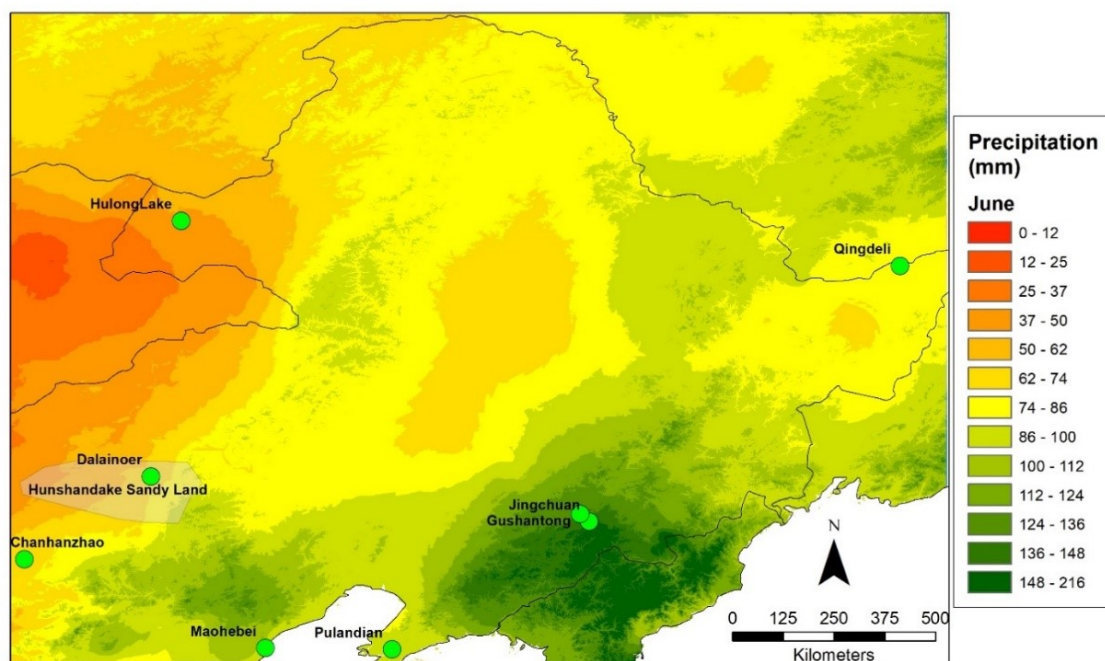 HulongLake
Qingdeli
Dalainoer
Hunshandake Sandy Land
Jingchuan
Gushantong
Chanhanzhao
Maohebei
Pulandian
N
0 125 250 375 500
Kilometers
Precipitation
(mm)
June
0 - 12
12 - 25
25 - 37
37 - 50
50 - 62
62 - 74
74 - 86
86 - 100
100 - 112
112 - 124
124 - 136
136 - 148
148 - 216